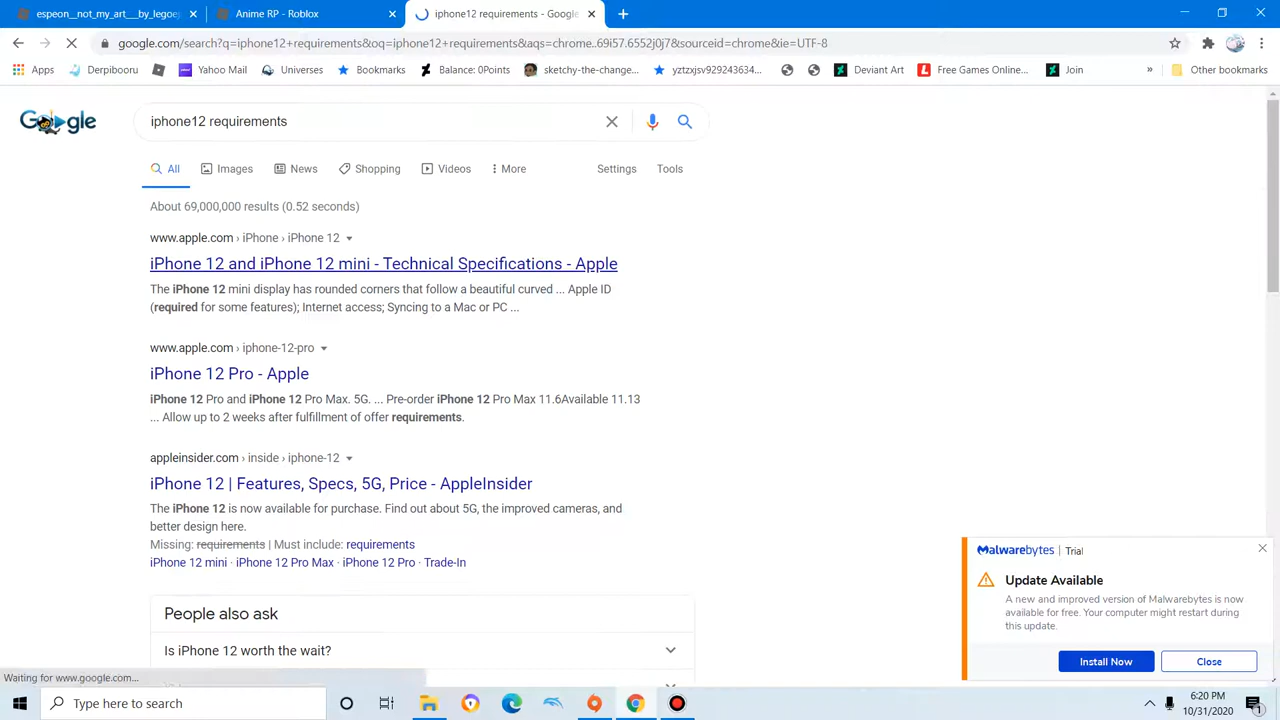 espeon__not_my_art__by_legoe
Anime RP - Roblox
iphone12 requirements - Google
google.com/search?q=iphone12+requirements&oq=iphone12+requirements&aqs=chrome..69i57.6552j0j7&sourceid=chrome&ie=UTF-8
Apps Derpibooru Yahoo Mail Universes Bookmarks Balance: 0Points sketchy-the-change... yztzxjsv929243634... Deviant Art Free Games Online... Join » Other bookmarks
Google
iphone12 requirements
All Images News Shopping Videos More Settings Tools
About 69,000,000 results (0.52 seconds)
www.apple.com › iPhone › iPhone 12
iPhone 12 and iPhone 12 mini - Technical Specifications - Apple
The iPhone 12 mini display has rounded corners that follow a beautiful curved ... Apple ID
(required for some features); Internet access; Syncing to a Mac or PC ...
www.apple.com › iphone-12-pro
iPhone 12 Pro - Apple
iPhone 12 Pro and iPhone 12 Pro Max. 5G. ... Pre-order iPhone 12 Pro Max 11.6Available 11.13
... Allow up to 2 weeks after fulfillment of offer requirements.
appleinsider.com › inside › iphone-12
iPhone 12 | Features, Specs, 5G, Price - AppleInsider
The iPhone 12 is now available for purchase. Find out about 5G, the improved cameras, and
better design here.
Missing: requirements | Must include: requirements
iPhone 12 mini · iPhone 12 Pro Max · iPhone 12 Pro · Trade-In
People also ask
Is iPhone 12 worth the wait?
Malwarebytes | Trial
Update Available
A new and improved version of Malwarebytes is now
available for free. Your computer might restart during
this update.
Install Now Close
Waiting for www.google.com...
Type here to search
6:20 PM
10/31/2020
1